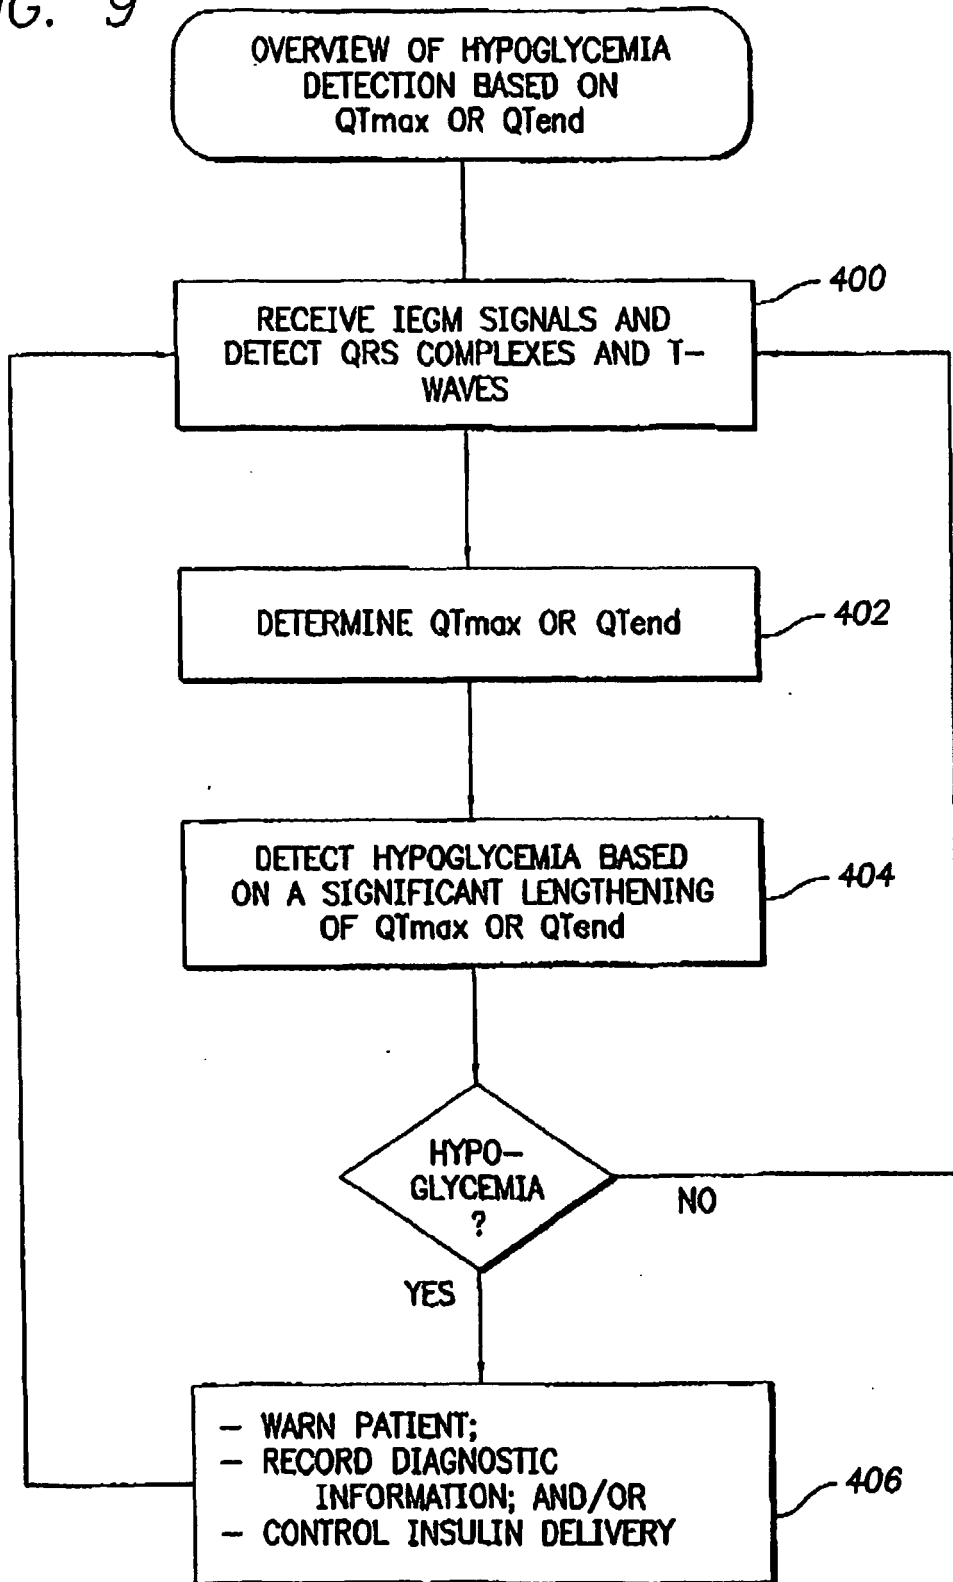 G. 9
OVERVIEW OF HYPOGLYCEMIA
DETECTION BASED ON
QTmax OR QTend
400
RECEIVE IEGM SIGNALS AND
DETECT QRS COMPLEXES AND T-
WAVES
DETERMINE QTmax OR QTend
402
DETECT HYPOGLYCEMIA BASED
ON A SIGNIFICANT LENGTHENING
OF QTmax OR QTend
404
HYPO-
GLYCEMIA
?
NO
YES
- WARN PATIENT;
- RECORD DIAGNOSTIC
INFORMATION; AND/OR
- CONTROL INSULIN DELIVERY
406